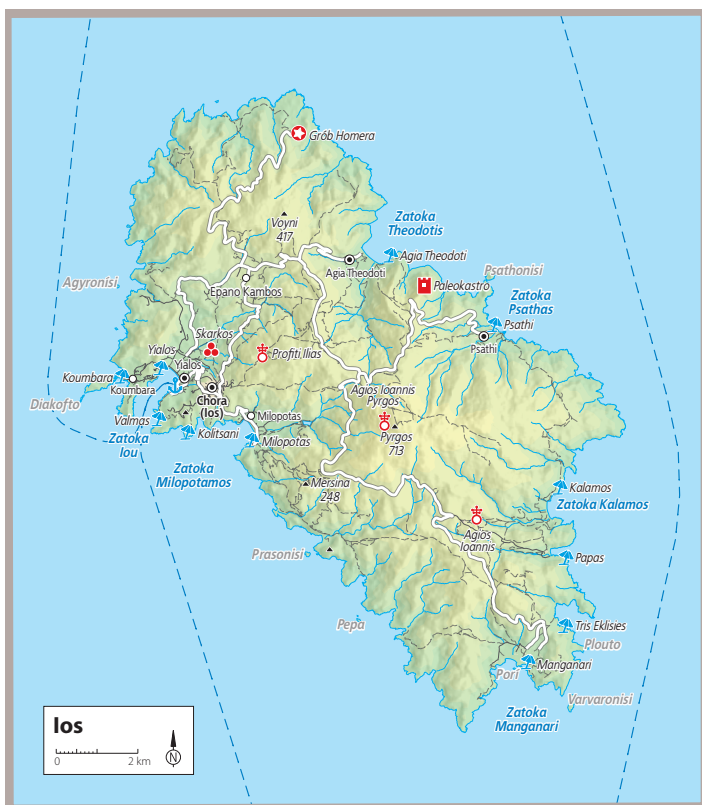 Grób Homera
Voyni
417
Zatoka
Theodotis
Agia Theodoti
Agia Theodoti
Psathonisi
Paleokastro
Agyronisi
Epano Kambos
Zatoka
Psathas
Psathi
Psathi
Skarkos
Yialos
Yialos
Profiti Ilias
Koumbara
Koumbara
Diakofto
Chora
(Ios)
Agios Ioannis
Pyrgos
Pyrgos
713
Valmas
Kolitsani
Milopotas
Milopotas
Zatoka
Iou
Zatoka
Milopotamos
Mersina
248
Kalamos
Zatoka Kalamos
Agios
Ioannis
Prasonisi
Papas
Pepa
Tris Eklisies
Plouto
Manganari
Pori
Varvaronisi
Zatoka
Manganari
Ios
0
2 km
N